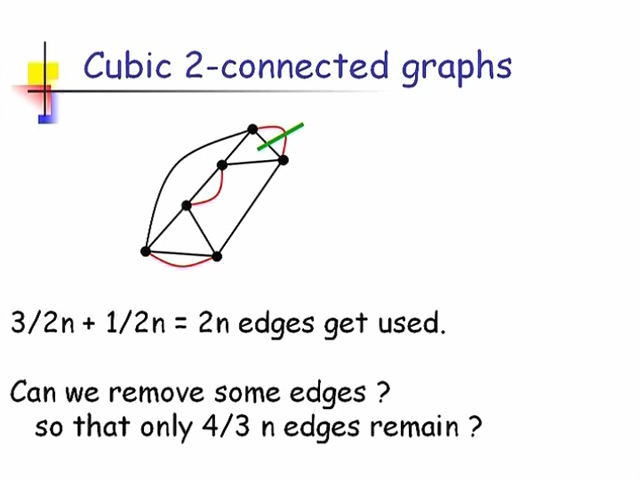 Cubic 2-connected graphs
3/2n + 1/2n = 2n edges get used.
Can we remove some edges ?
so that only 4/3 n edges remain ?